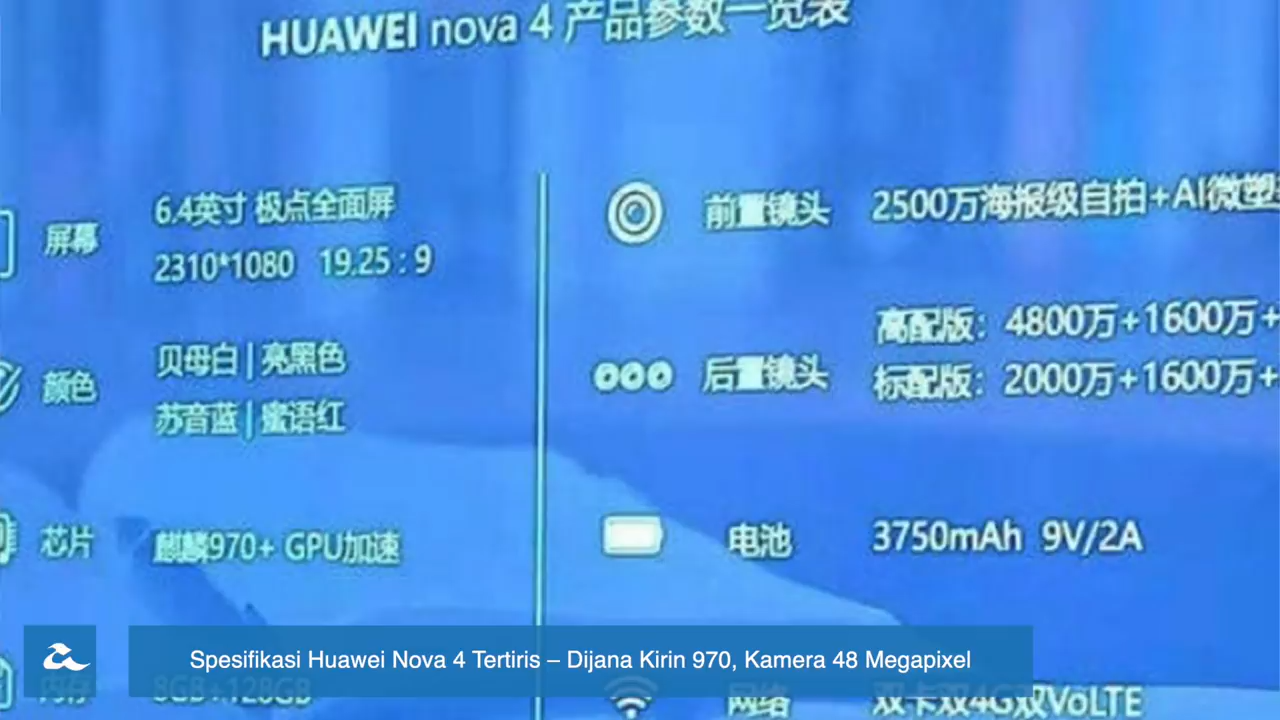 HUAWEI nova 4 产品参数一览表
屏幕
6.4英寸 极点全面屏
2310*1080 19.25 : 9
颜色
贝母白 | 亮黑色
苏音蓝 | 蜜语红
芯片
麒麟970+ GPU加速
内存
8GB+128GB
前置镜头
2500万海报级自拍+AI微塑
后置镜头
高配版：4800万+1600万+
标配版：2000万+1600万+
电池
3750mAh 9V/2A
网络
双卡双4G双VoLTE
Spesifikasi Huawei Nova 4 Tertiris – Dijana Kirin 970, Kamera 48 Megapixel